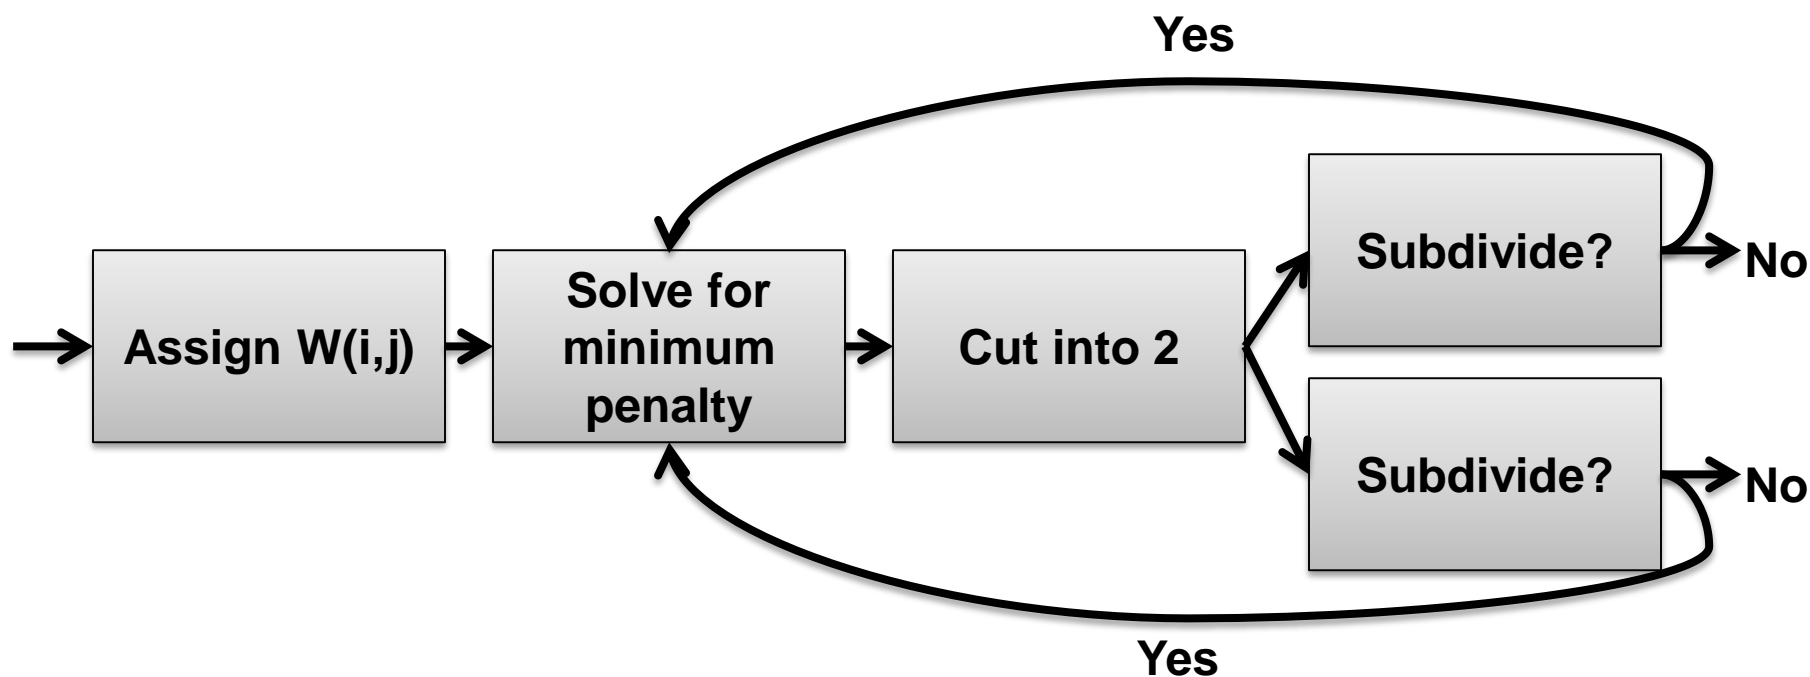 Yes
Assign W(i,j)
Solve for
minimum
penalty
Cut into 2
Subdivide?
No
Subdivide?
No
Yes